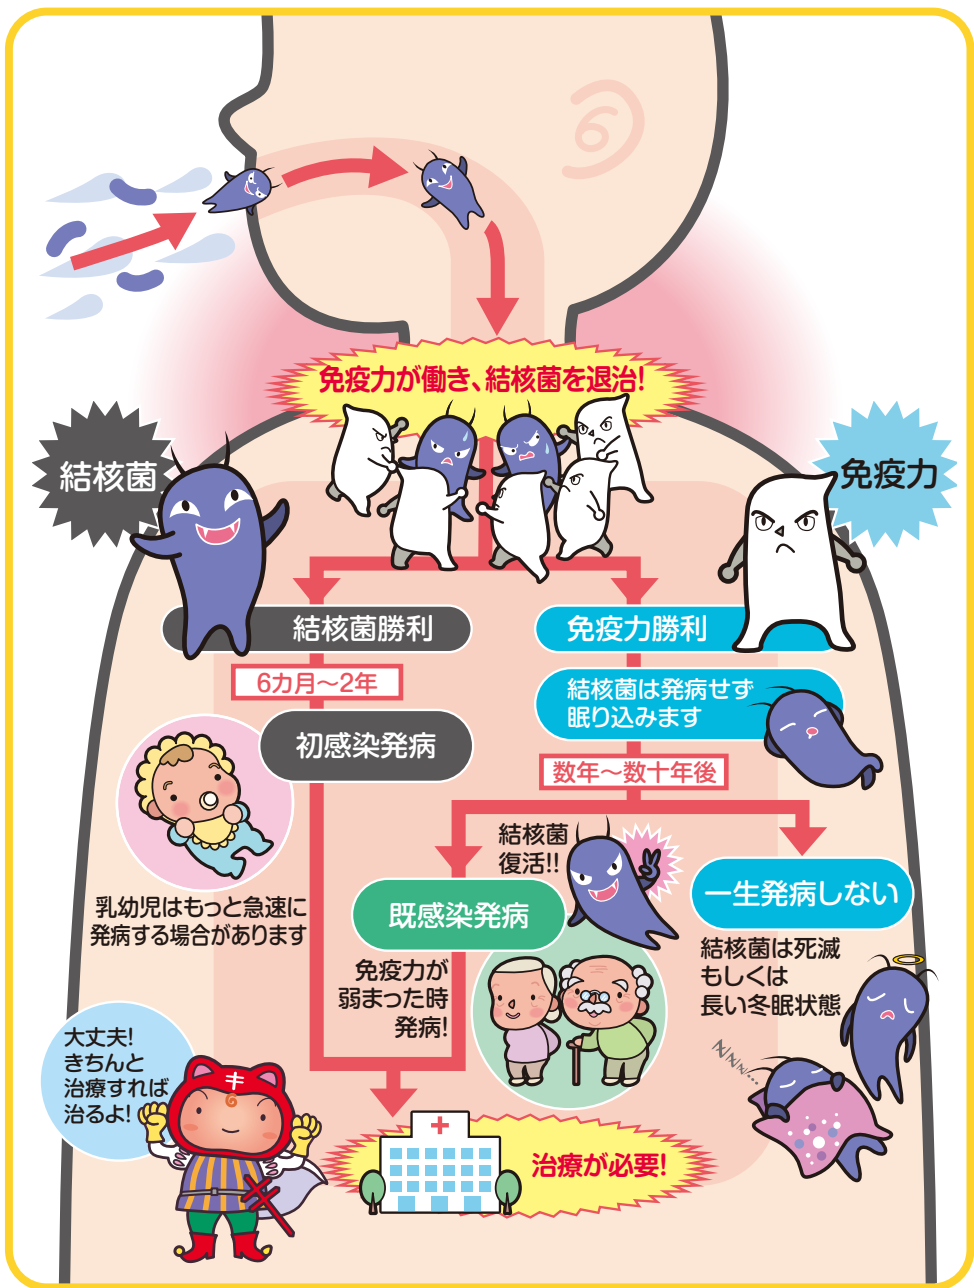 免疫力が働き、結核菌を退治!
結核菌
免疫力
結核菌勝利
免疫力勝利
6カ月〜2年
結核菌は発病せず
眠り込みます
初感染発病
数年〜数十年後
結核菌
復活!!
乳幼児はもっと急速に
発病する場合があります
既感染発病
一生発病しない
免疫力が
弱まった時
発病!
結核菌は死滅
もしくは
長い冬眠状態
大丈夫!
きちんと
治療すれば
治るよ!
キ
Z/Z/Z/…
治療が必要!